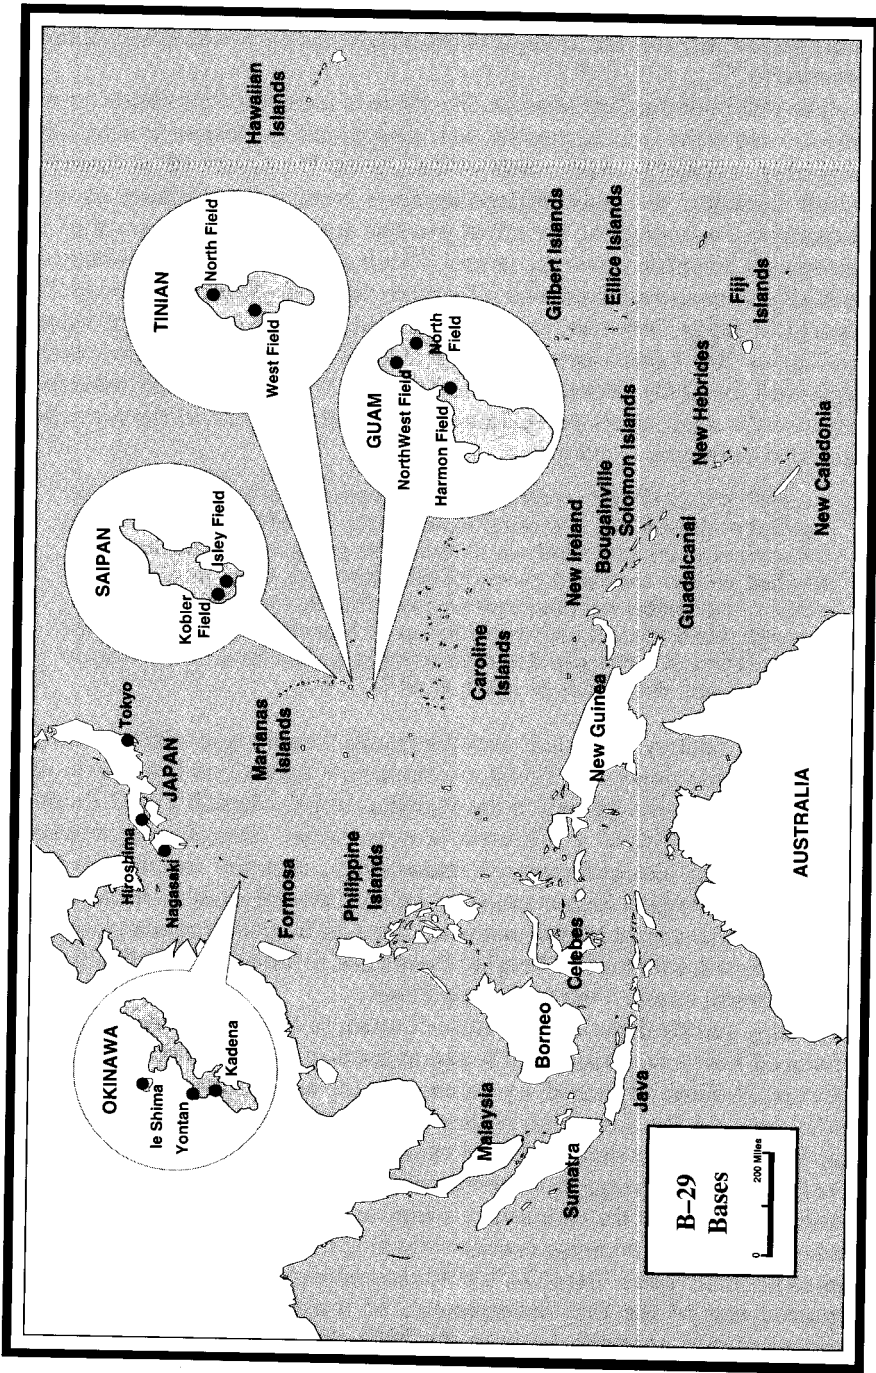 OKINAWA
Ie Shima
Yontan
Kadena
Hiroshima
Nagasaki
JAPAN
Tokyo
SAIPAN
Kobler
Field
Isley Field
TINIAN
North Field
West Field
GUAM
NorthWest Field
North
Field
Harmon Field
Hawaiian
Islands
Formosa
Philippine
Islands
Marianas
Islands
Caroline
Islands
Gilbert Islands
Ellice Islands
Malaysia
Sumatra
Borneo
Java
Celebes
New Guinea
New Ireland
Bougainville
Solomon Islands
Guadalcanal
New Hebrides
Fiji
Islands
New Caledonia
AUSTRALIA
B–29
Bases
0 200 Miles